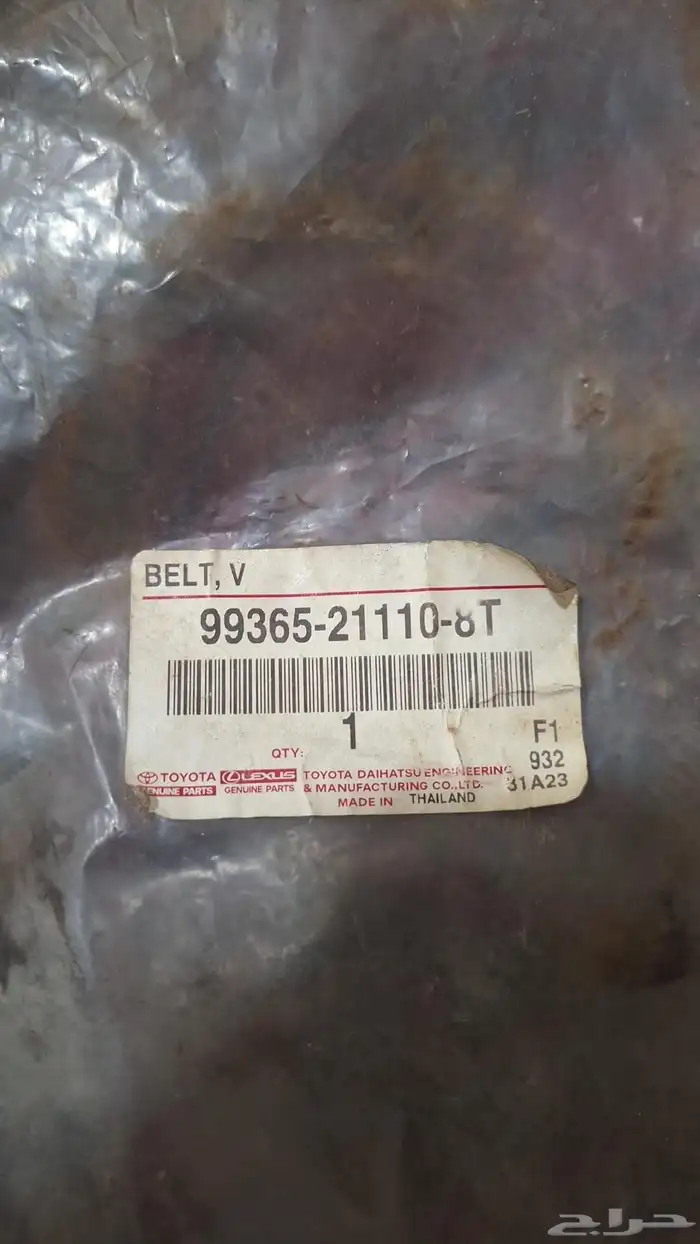 BELT, V
99365-21110-8T
1
QTY:
F1
932
31A23
TOYOTA
GENUINE PARTS
LEXUS
GENUINE PARTS
TOYOTA DAIHATSU ENGINEERING
& MANUFACTURING CO.,LTD.
MADE IN THAILAND
حراج